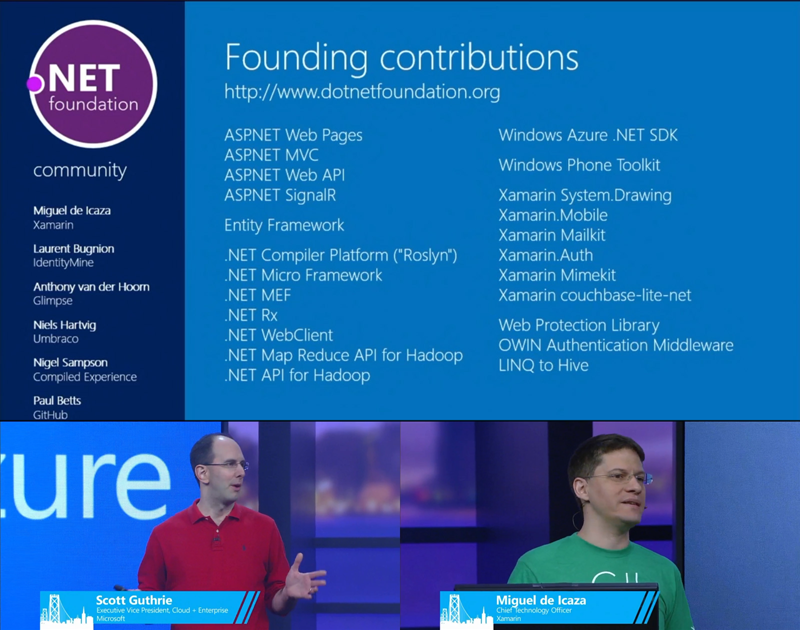 .NET
foundation
community
Miguel de Icaza
Xamarin
Laurent Bugnion
IdentityMine
Anthony van der Hoorn
Glimpse
Niels Hartvig
Umbraco
Nigel Sampson
Compiled Experience
Paul Betts
GitHub
Founding contributions
http://www.dotnetfoundation.org
ASP.NET Web Pages
ASP.NET MVC
ASP.NET Web API
ASP.NET SignalR
Entity Framework
.NET Compiler Platform ("Roslyn")
.NET Micro Framework
.NET MEF
.NET Rx
.NET WebClient
.NET Map Reduce API for Hadoop
.NET API for Hadoop
Windows Azure .NET SDK
Windows Phone Toolkit
Xamarin System.Drawing
Xamarin.Mobile
Xamarin Mailkit
Xamarin.Auth
Xamarin Mimekit
Xamarin couchbase-lite-net
Web Protection Library
OWIN Authentication Middleware
LINQ to Hive
zure
Scott Guthrie
Executive Vice President, Cloud + Enterprise
Microsoft
Miguel de Icaza
Chief Technology Officer
Xamarin